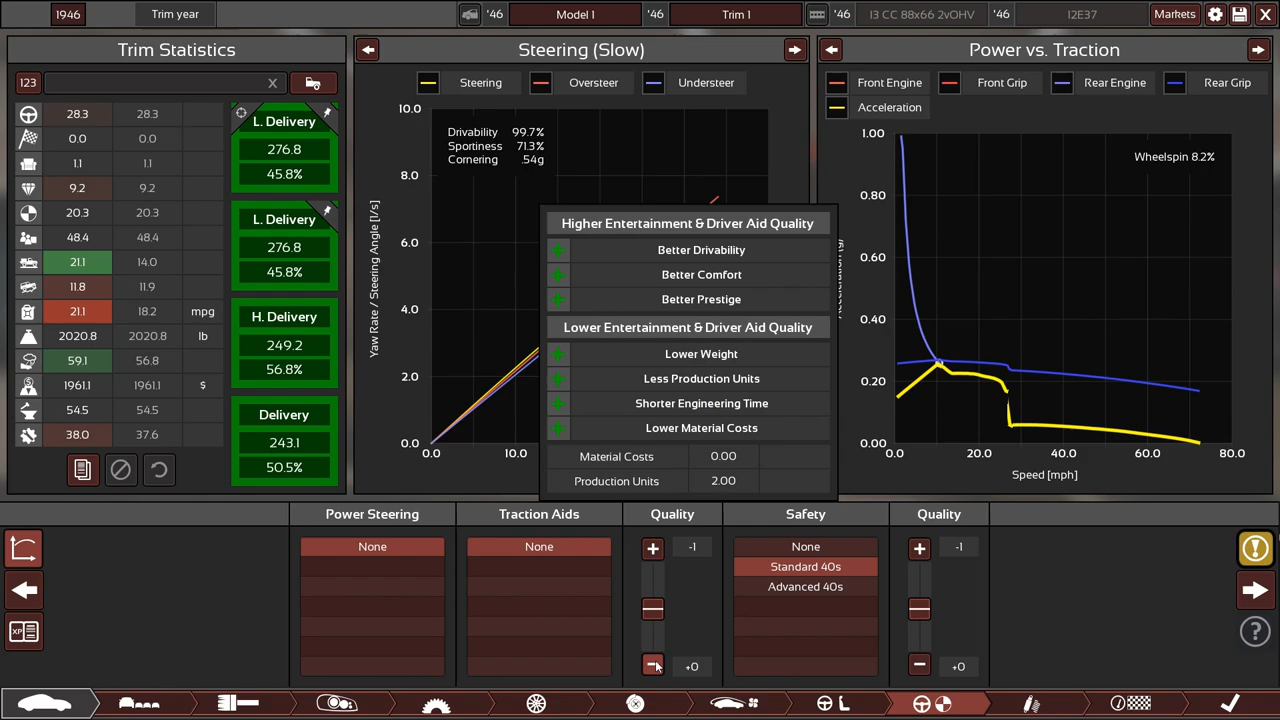 1946
Trim year
'46
Model 1
'46
Trim 1
'46
I3 CC 88x66 2vOHV
'46
12E37
Markets
Trim Statistics
123
X
28.3 28.3
0.0 0.0
1.1 1.1
9.2 9.2
20.3 20.3
48.4 48.4
21.1 14.0
11.8 11.9
21.1 18.2 mpg
2020.8 2020.8 lb
59.1 56.8
1961.1 1961.1 $
54.5 54.5
38.0 37.6
L. Delivery
276.8
45.8%
L. Delivery
276.8
45.8%
H. Delivery
249.2
56.8%
Delivery
243.1
50.5%
Steering (Slow)
Steering Oversteer Understeer
Drivability 99.7%
Sportiness 71.3%
Cornering .54g
Yaw Rate / Steering Angle [1/s]
10.0
8.0
6.0
4.0
2.0
0.0
0.0 10.0
Higher Entertainment & Driver Aid Quality
+ Better Drivability
+ Better Comfort
+ Better Prestige
Lower Entertainment & Driver Aid Quality
+ Lower Weight
+ Less Production Units
+ Shorter Engineering Time
+ Lower Material Costs
Material Costs 0.00
Production Units 2.00
Power vs. Traction
Front Engine Front Grip Rear Engine Rear Grip
Acceleration
Wheelspin 8.2%
1.00
0.80
0.60
0.40
0.20
0.00
0.0 20.0 40.0 60.0 80.0
Speed [mph]
Power Steering
None
Traction Aids
None
Quality
+ -1
- +0
Safety
None
Standard 40s
Advanced 40s
Quality
+ -1
- +0
XP
!
?